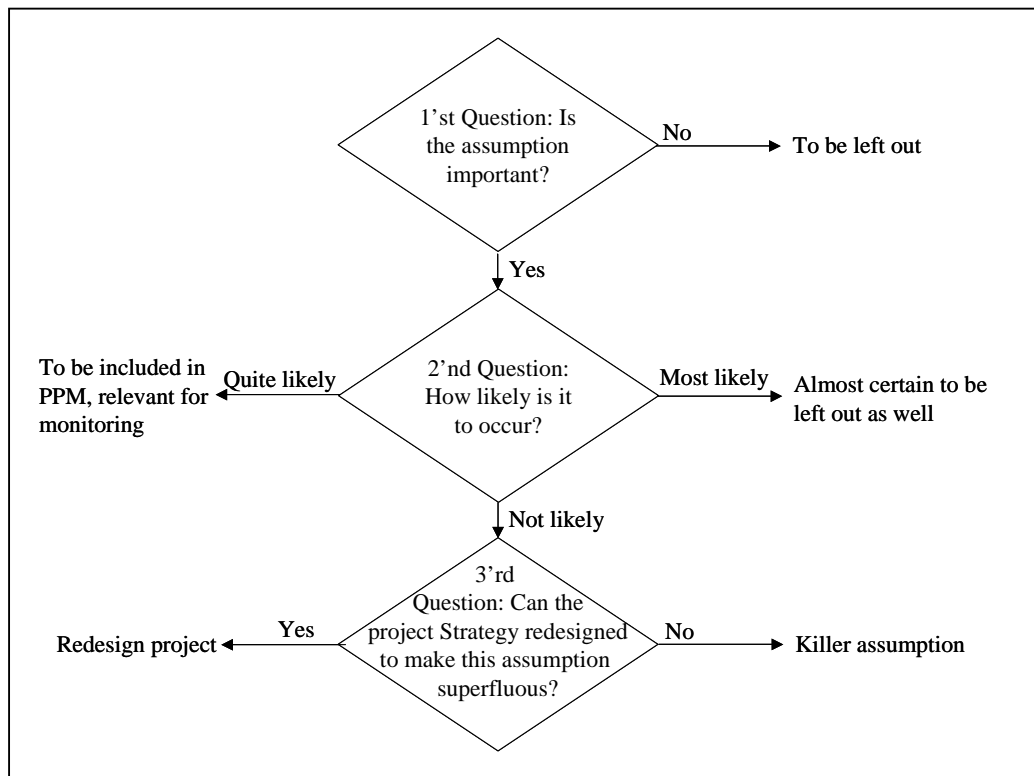 1’st Question: Is
the assumption
important?
No
To be left out
Yes
To be included in
PPM, relevant for
monitoring
Quite likely
2’nd Question:
How likely is it
to occur?
Most likely
Almost certain to be
left out as well
Not likely
3’rd
Question: Can the
project Strategy redesigned
to make this assumption
superfluous?
Redesign project
Yes
No
Killer assumption